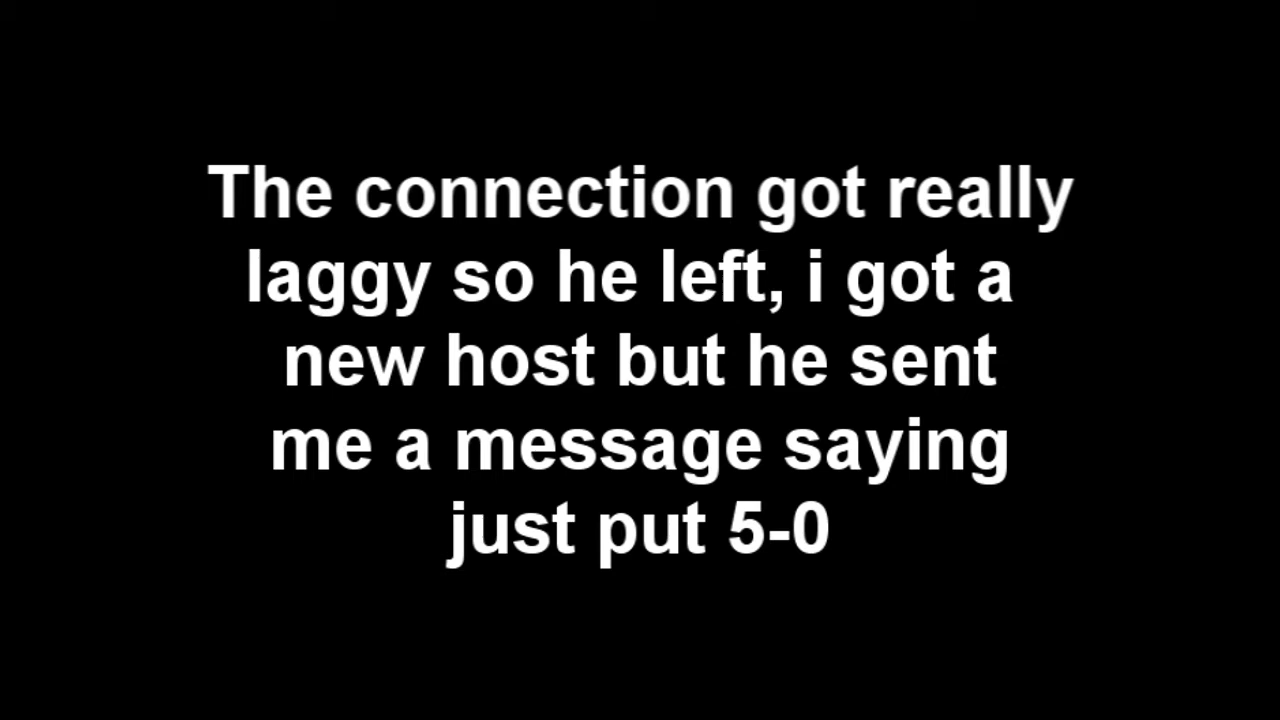 The connection got really
laggy so he left, i got a
new host but he sent
me a message saying
just put 5-0